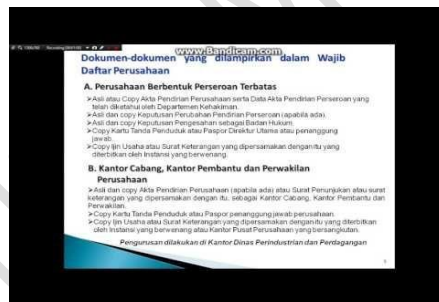 www.Bandicam.com
Dokumen-dokumen yang dilampirkan dalam Wajib
Daftar Perusahaan
A. Perusahaan Berbentuk Perseroan Terbatas
➢Asli atau Copy Akta Pendirian Perusahaan serta Data Akta Pendirian Perseroan yang
telah diketahui oleh Departemen Kehakiman.
➢Asli dan copy Keputusan Perubahan Pendirian Perseroan (apabila ada).
➢Asli dan copy Keputusan Pengesahan sebagai Badan Hukum.
➢Copy Kartu Tanda Penduduk atau Paspor Direktur Utama atau penanggung
jawab.
➢Copy Ijin Usaha atau Surat Keterangan yang dipersamakan dengan itu yang
diterbitkan oleh Instansi yang berwenang.
B. Kantor Cabang, Kantor Pembantu dan Perwakilan
Perusahaan
➢Asli dan copy Akta Pendirian Perusahaan (apabila ada) atau Surat Penunjukan atau surat
keterangan yang dipersamakan dengan itu, sebagai Kantor Cabang, Kantor Pembantu dan
Perwakilan.
➢Copy Kartu Tanda Penduduk atau Paspor penanggung jawab perusahaan.
➢Copy Ijin Usaha atau Surat Keterangan yang dipersamakan dengan itu yang diterbitkan
oleh Instansi yang berwenang atau Kantor Pusat Perusahaan yang bersangkutan.
Pengurusan dilakukan di Kantor Dinas Perindustrian dan Perdagangan